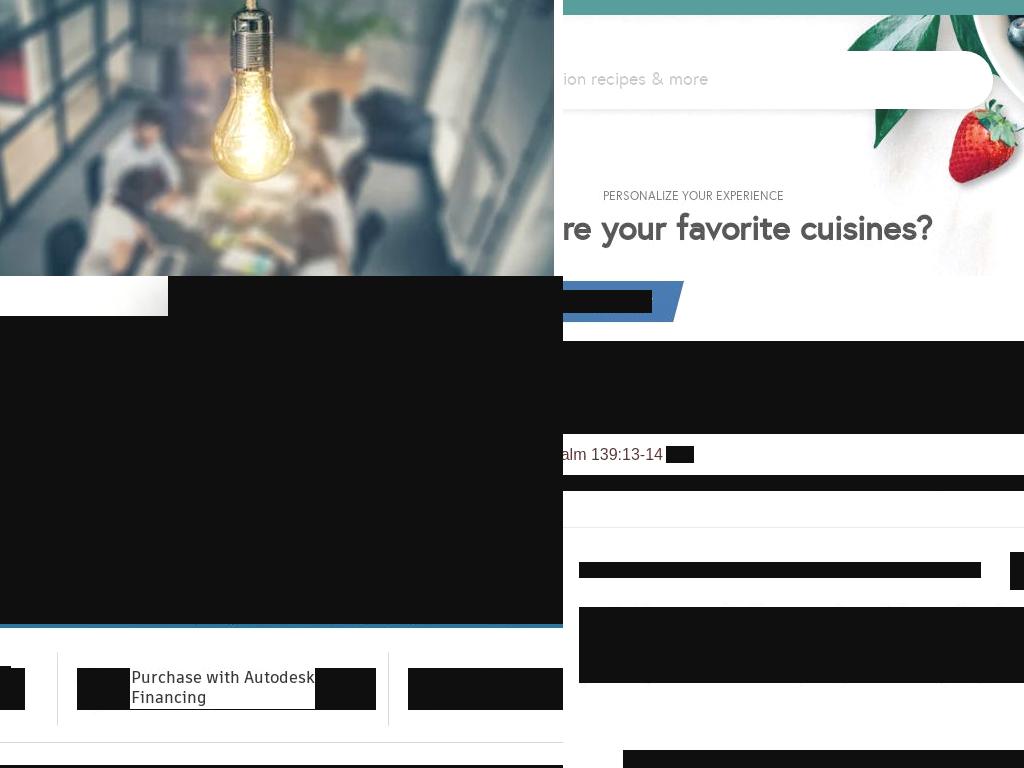 ion recipes & more
PERSONALIZE YOUR EXPERIENCE
re your favorite cuisines?
alm 139:13-14
Purchase with Autodesk
Financing